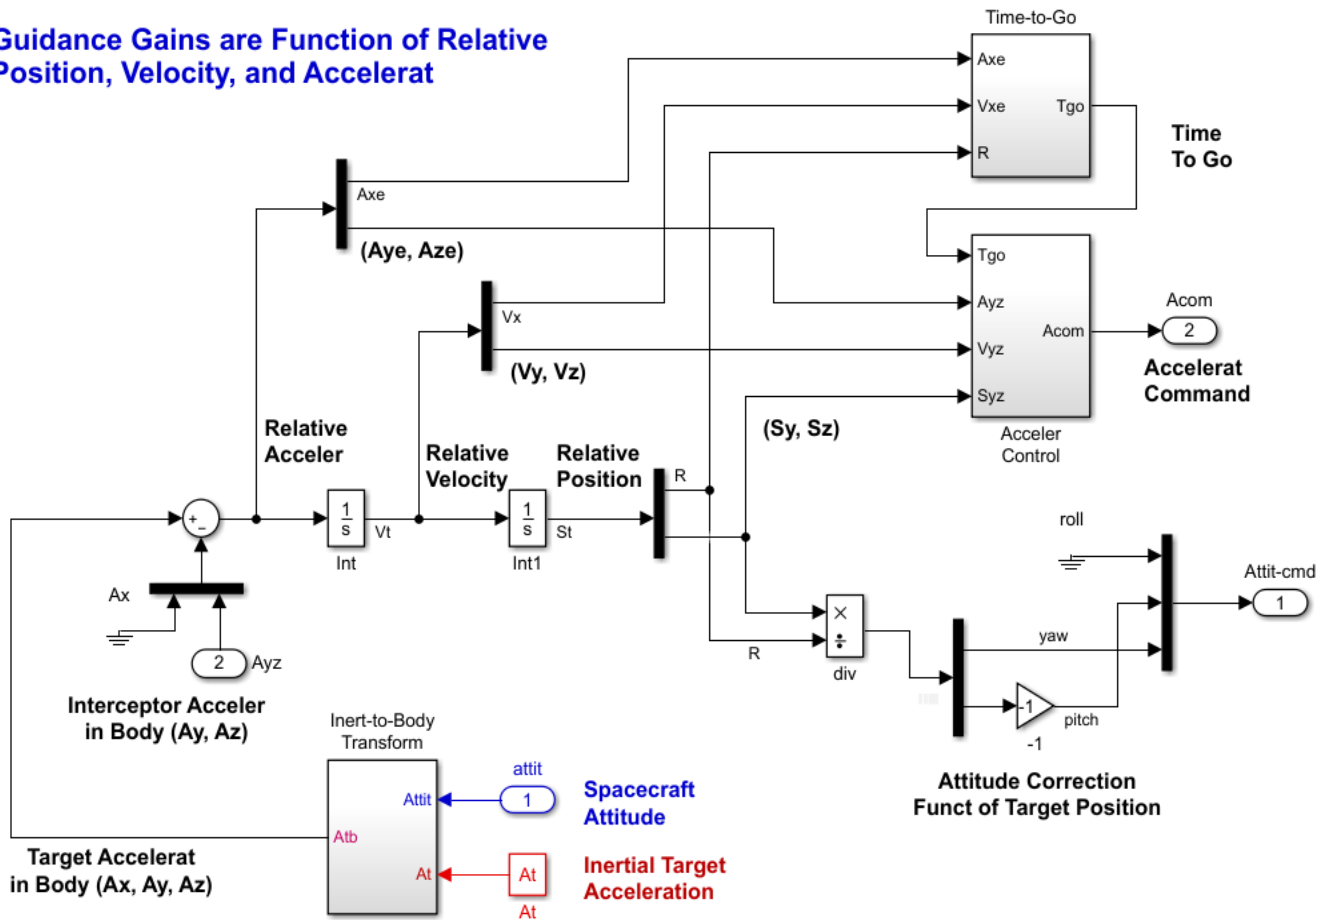 Guidance Gains are Function of Relative
Position, Velocity, and Accelerat
Time-to-Go
Axe
Vxe
R
Tgo
Time
To Go
Axe
(Aye, Aze)
Vx
(Vy, Vz)
Tgo
Ayz
Vyz
Syz
Acom
Acceler
Control
Acom
2
Accelerat
Command
Relative
Acceler
Relative
Velocity
Relative
Position
(Sy, Sz)
+
−
1
s
Int
Vt
1
s
Int1
St
R
Ax
2
Ayz
Interceptor Acceler
in Body (Ay, Az)
R
×
÷
div
roll
yaw
-1
pitch
-1
Attit-cmd
1
Attitude Correction
Funct of Target Position
Inert-to-Body
Transform
Attit
Atb
At
attit
1
Spacecraft
Attitude
At
At
Inertial Target
Acceleration
Target Accelerat
in Body (Ax, Ay, Az)